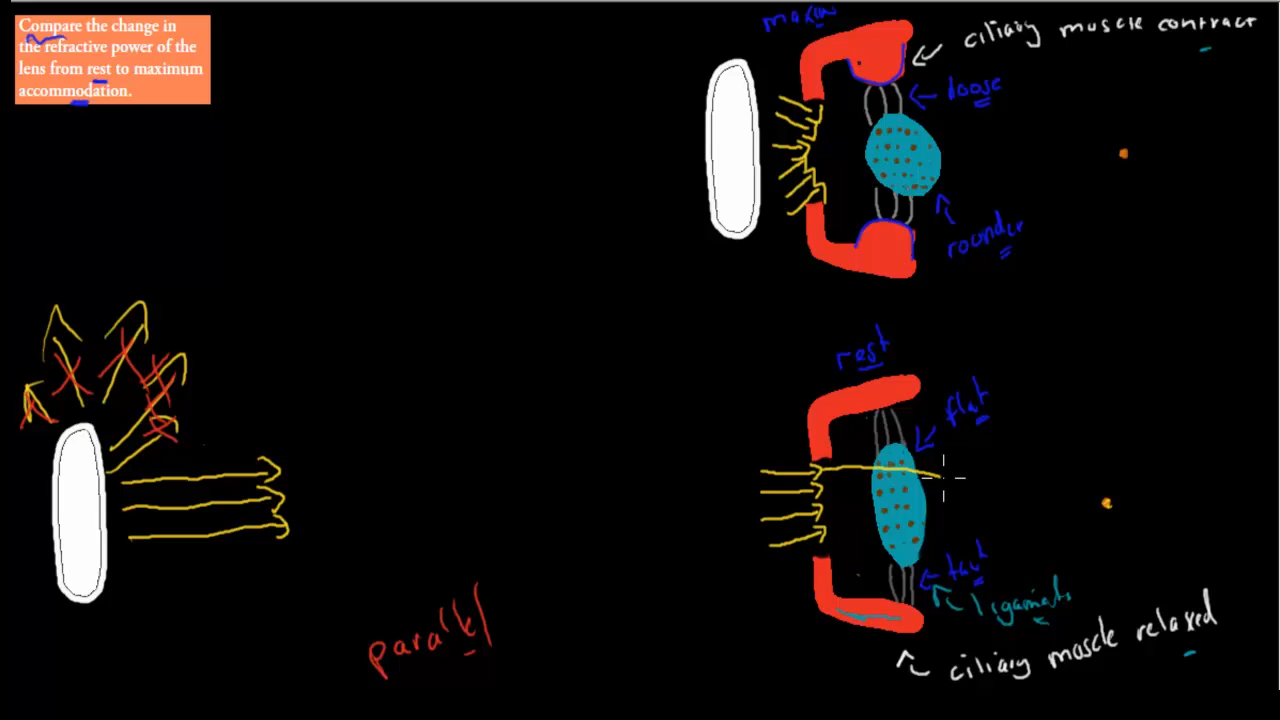 Compare the change in
the refractive power of the
lens from rest to maximum
accommodation.
ciliary muscle contract
loose
rounder
rest
flat
taut
ligaments
ciliary muscle relaxed
parallel